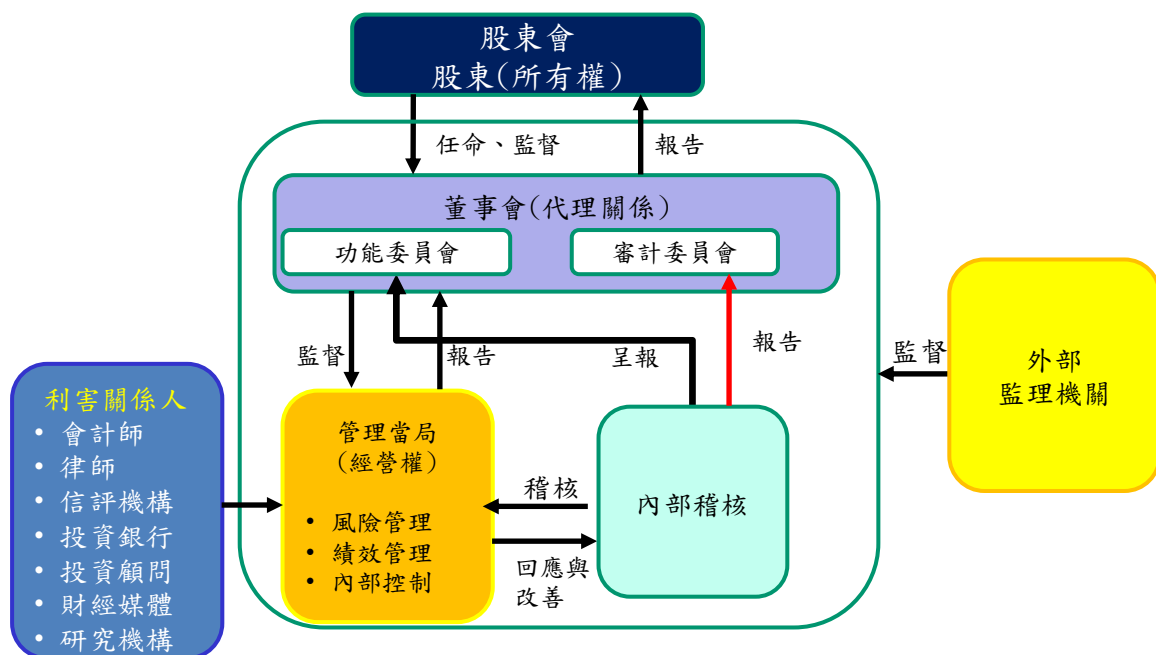 股東會
股東(所有權)
任命、監督
報告
董事會(代理關係)
功能委員會
審計委員會
監督
報告
呈報
報告
監督
外部
監理機關
利害關係人
• 會計師
• 律師
• 信評機構
• 投資銀行
• 投資顧問
• 財經媒體
• 研究機構
管理當局
(經營權)
• 風險管理
• 績效管理
• 內部控制
稽核
回應與
改善
內部稽核